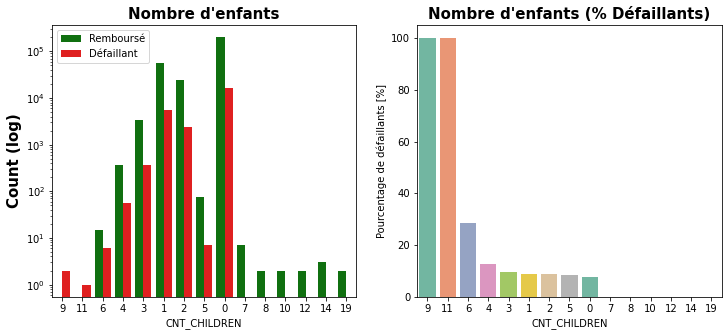 Nombre d'enfants
Count (log)
10⁵
10⁴
10³
10²
10¹
10⁰
Remboursé
Défaillant
9 11 6 4 3 1 2 5 0 7 8 10 12 14 19
CNT_CHILDREN
Nombre d'enfants (% Défaillants)
Pourcentage de défaillants [%]
100
80
60
40
20
0
9 11 6 4 3 1 2 5 0 7 8 10 12 14 19
CNT_CHILDREN